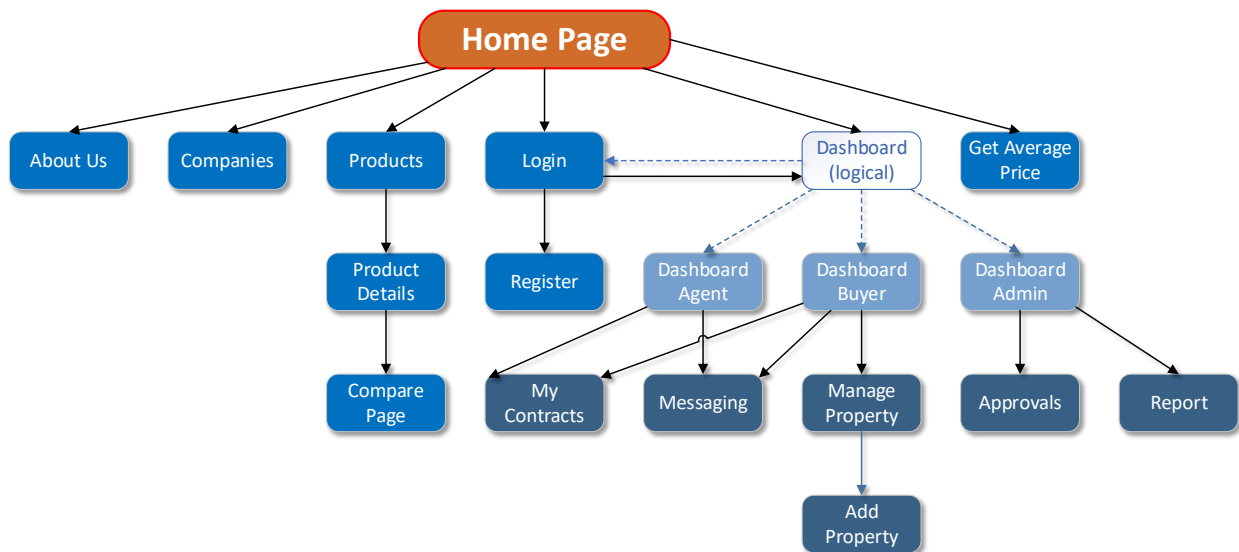 Home Page
About Us
Companies
Products
Login
Dashboard
(logical)
Get Average
Price
Product
Details
Register
Dashboard
Agent
Dashboard
Buyer
Dashboard
Admin
Compare
Page
My
Contracts
Messaging
Manage
Property
Approvals
Report
Add
Property